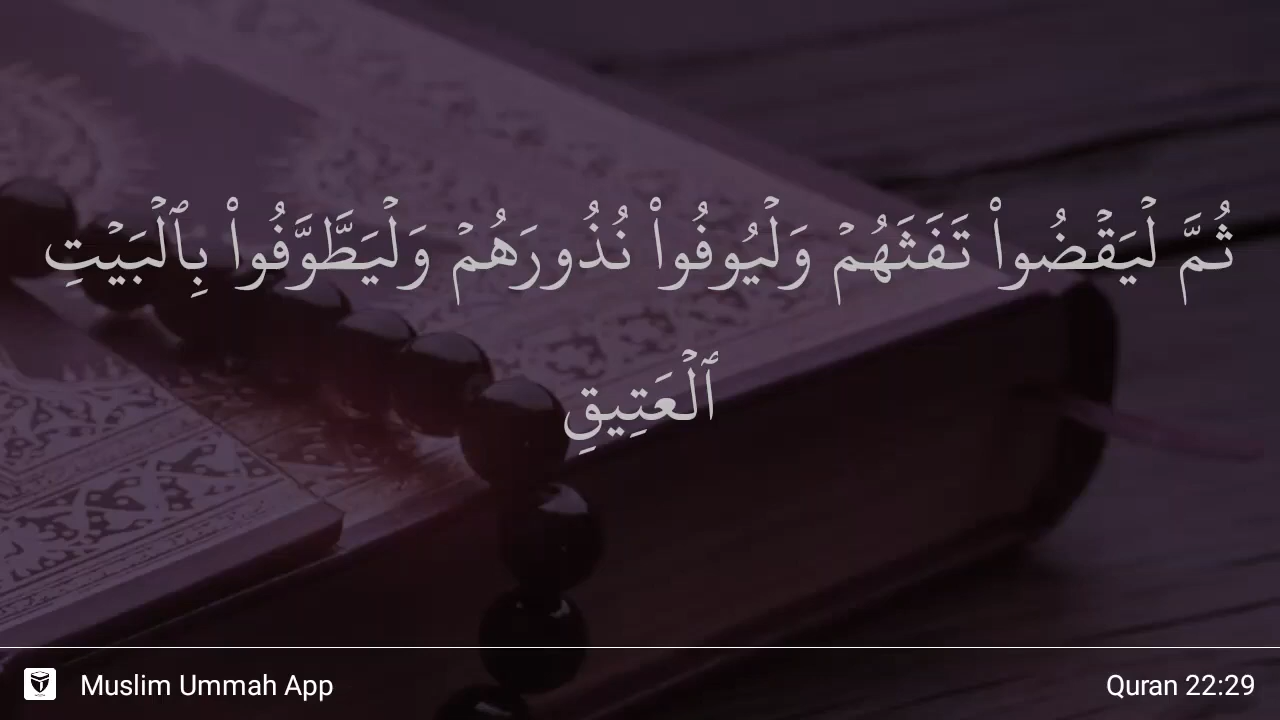 ثُمَّ لۡيَقۡضُواْ تَفَثَهُمۡ وَلۡيُوفُواْ نُذُورَهُمۡ وَلۡيَطَّوَّفُواْ بِٱلۡبَيۡتِ
ٱلۡعَتِيقِ
Muslim Ummah App
Quran 22:29